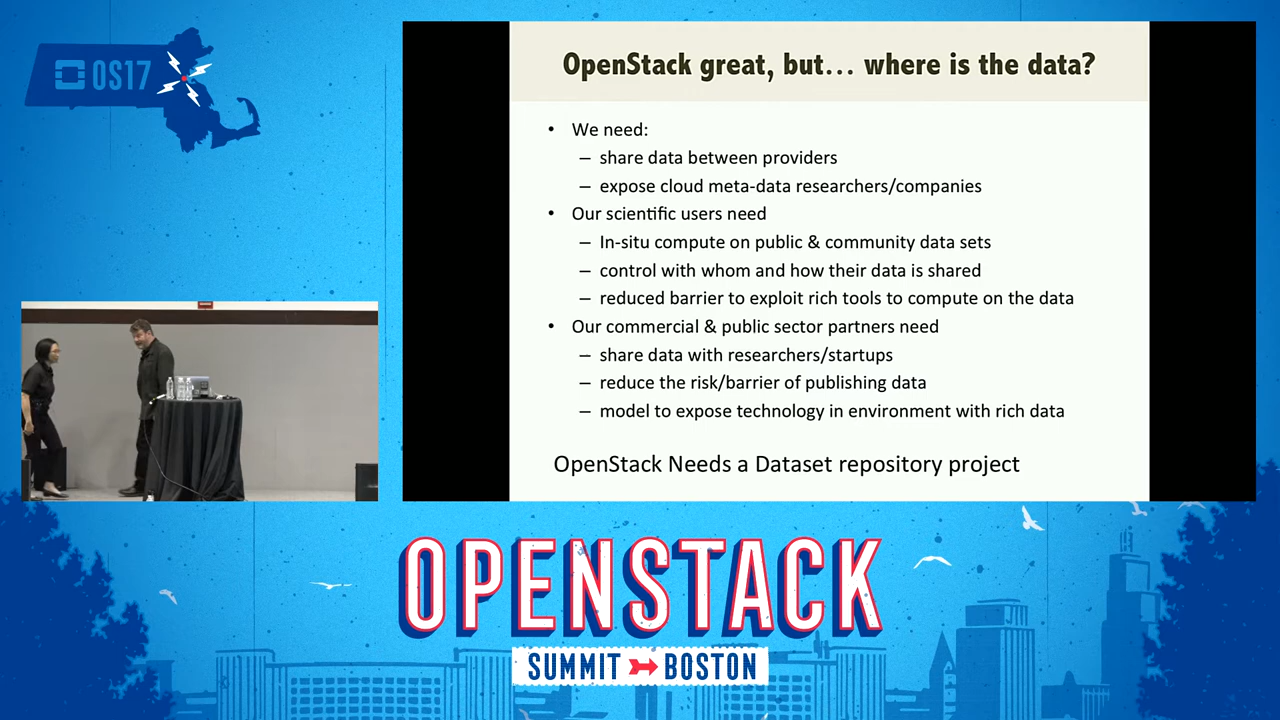 OS17
OpenStack great, but... where is the data?
• We need:
– share data between providers
– expose cloud meta-data researchers/companies
• Our scientific users need
– In-situ compute on public & community data sets
– control with whom and how their data is shared
– reduced barrier to exploit rich tools to compute on the data
• Our commercial & public sector partners need
– share data with researchers/startups
– reduce the risk/barrier of publishing data
– model to expose technology in environment with rich data
OpenStack Needs a Dataset repository project
OPENSTACK
SUMMIT BOSTON